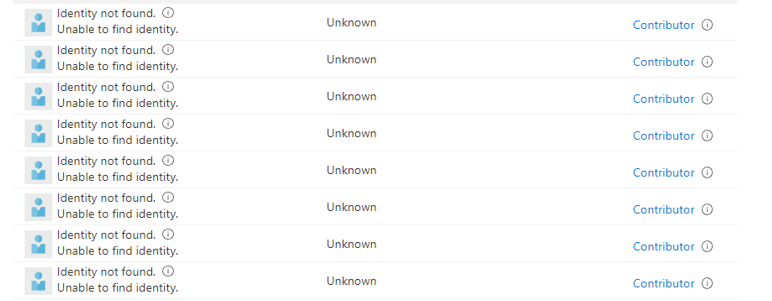 Identity not found.
Unable to find identity.
Unknown
Contributor
Identity not found.
Unable to find identity.
Unknown
Contributor
Identity not found.
Unable to find identity.
Unknown
Contributor
Identity not found.
Unable to find identity.
Unknown
Contributor
Identity not found.
Unable to find identity.
Unknown
Contributor
Identity not found.
Unable to find identity.
Unknown
Contributor
Identity not found.
Unable to find identity.
Unknown
Contributor
Identity not found.
Unable to find identity.
Unknown
Contributor